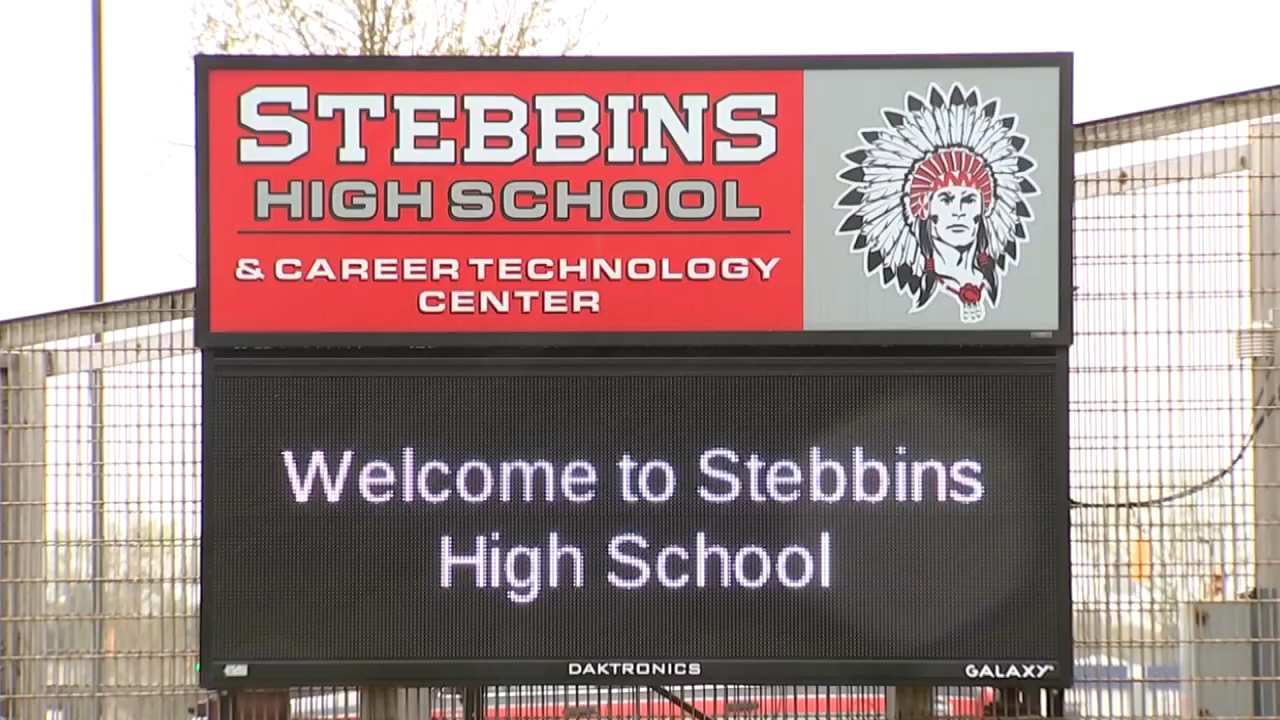 STEBBINS
HIGH SCHOOL
& CAREER TECHNOLOGY
CENTER
Welcome to Stebbins
High School
DAKTRONICS
GALAXY